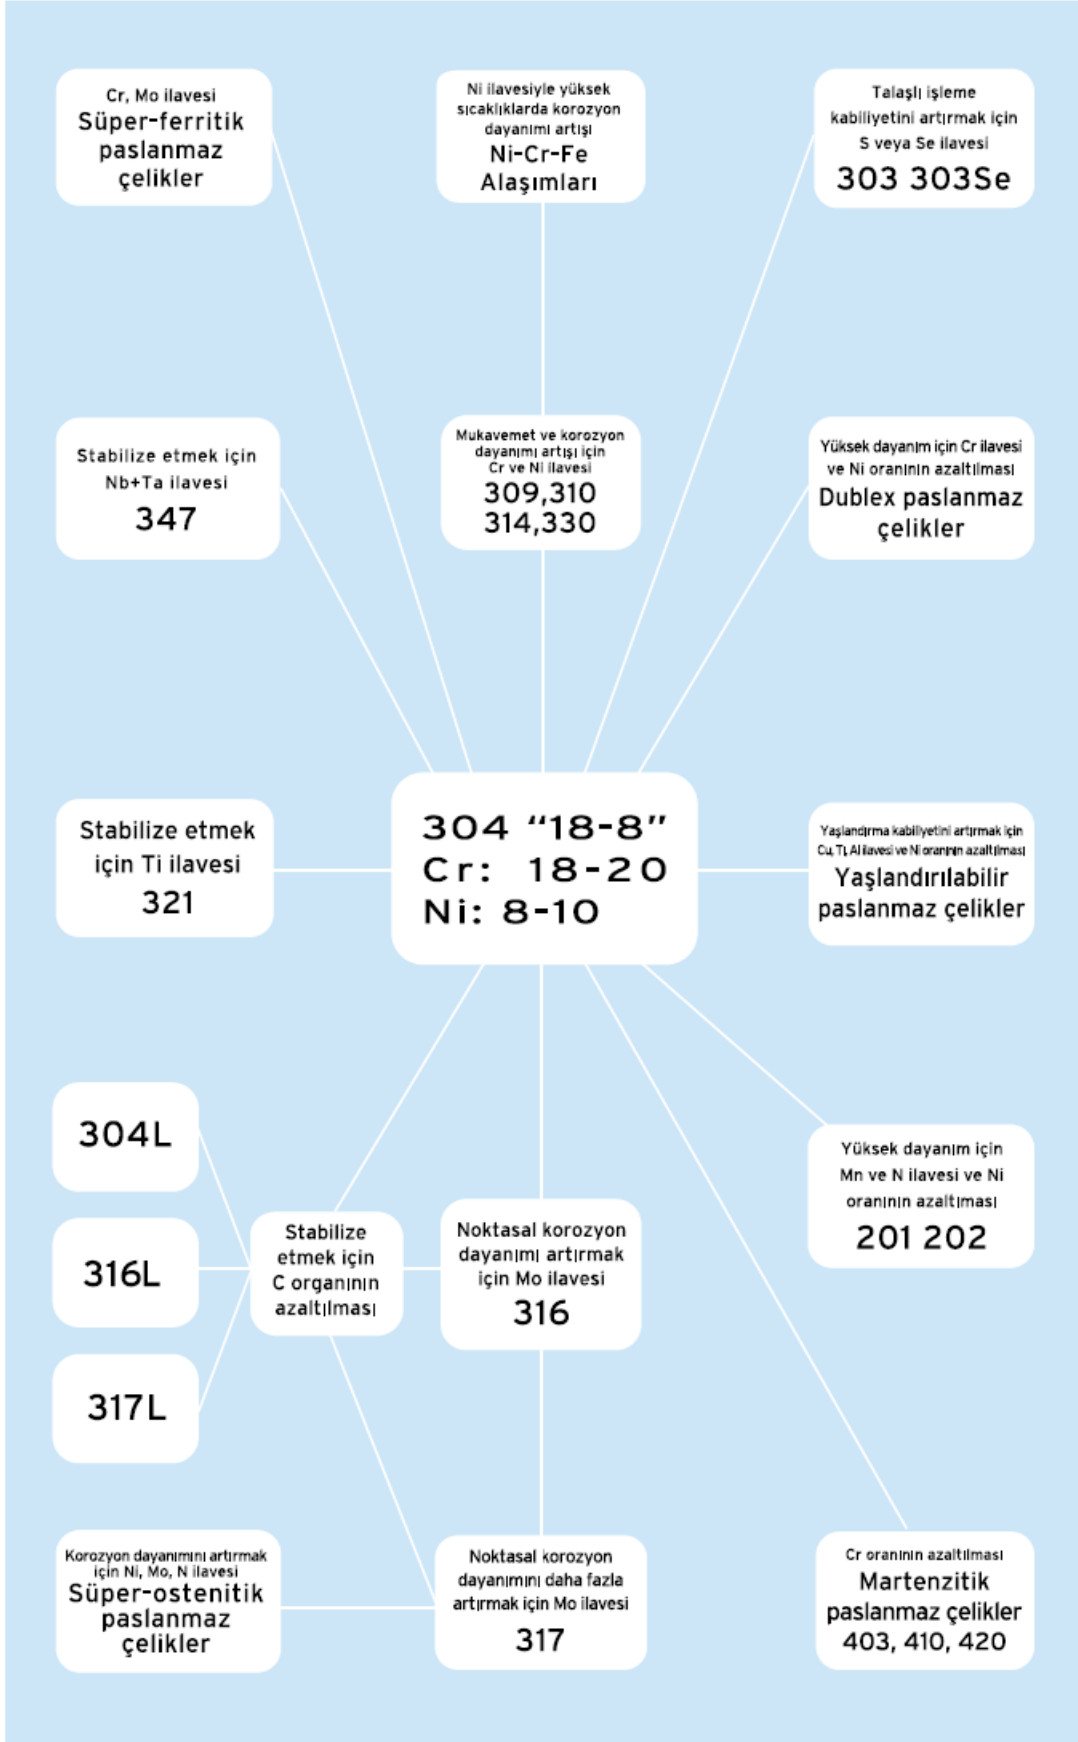 Cr, Mo ilavesi
Süper-ferritik
paslanmaz
çelikler
Ni ilavesiyle yüksek
sıcaklıklarda korozyon
dayanımı artışı
Ni-Cr-Fe
Alaşımları
Talaşlı işleme
kabiliyetini artırmak için
S veya Se ilavesi
303 303Se
Stabilize etmek için
Nb+Ta ilavesi
347
Mukavemet ve korozyon
dayanımı artışı için
Cr ve Ni ilavesi
309,310
314,330
Yüksek dayanım için Cr ilavesi
ve Ni oranının azaltılması
Dublex paslanmaz
çelikler
Stabilize etmek
için Ti ilavesi
321
304 “18-8”
Cr: 18-20
Ni: 8-10
Yaşlandırma kabiliyetini artırmak için
Cu, Ti, Al ilavesi ve Ni oranının azaltılması
Yaşlandırılabilir
paslanmaz çelikler
304L
316L
317L
Stabilize
etmek için
C organının
azaltılması
Noktasal korozyon
dayanımı artırmak
için Mo ilavesi
316
Yüksek dayanım için
Mn ve N ilavesi ve Ni
oranının azaltıması
201 202
Korozyon dayanımını artırmak
için Ni, Mo, N ilavesi
Süper-ostenitik
paslanmaz
çelikler
Noktasal korozyon
dayanımını daha fazla
artırmak için Mo ilavesi
317
Cr oranının azaltılması
Martenzitik
paslanmaz çelikler
403, 410, 420